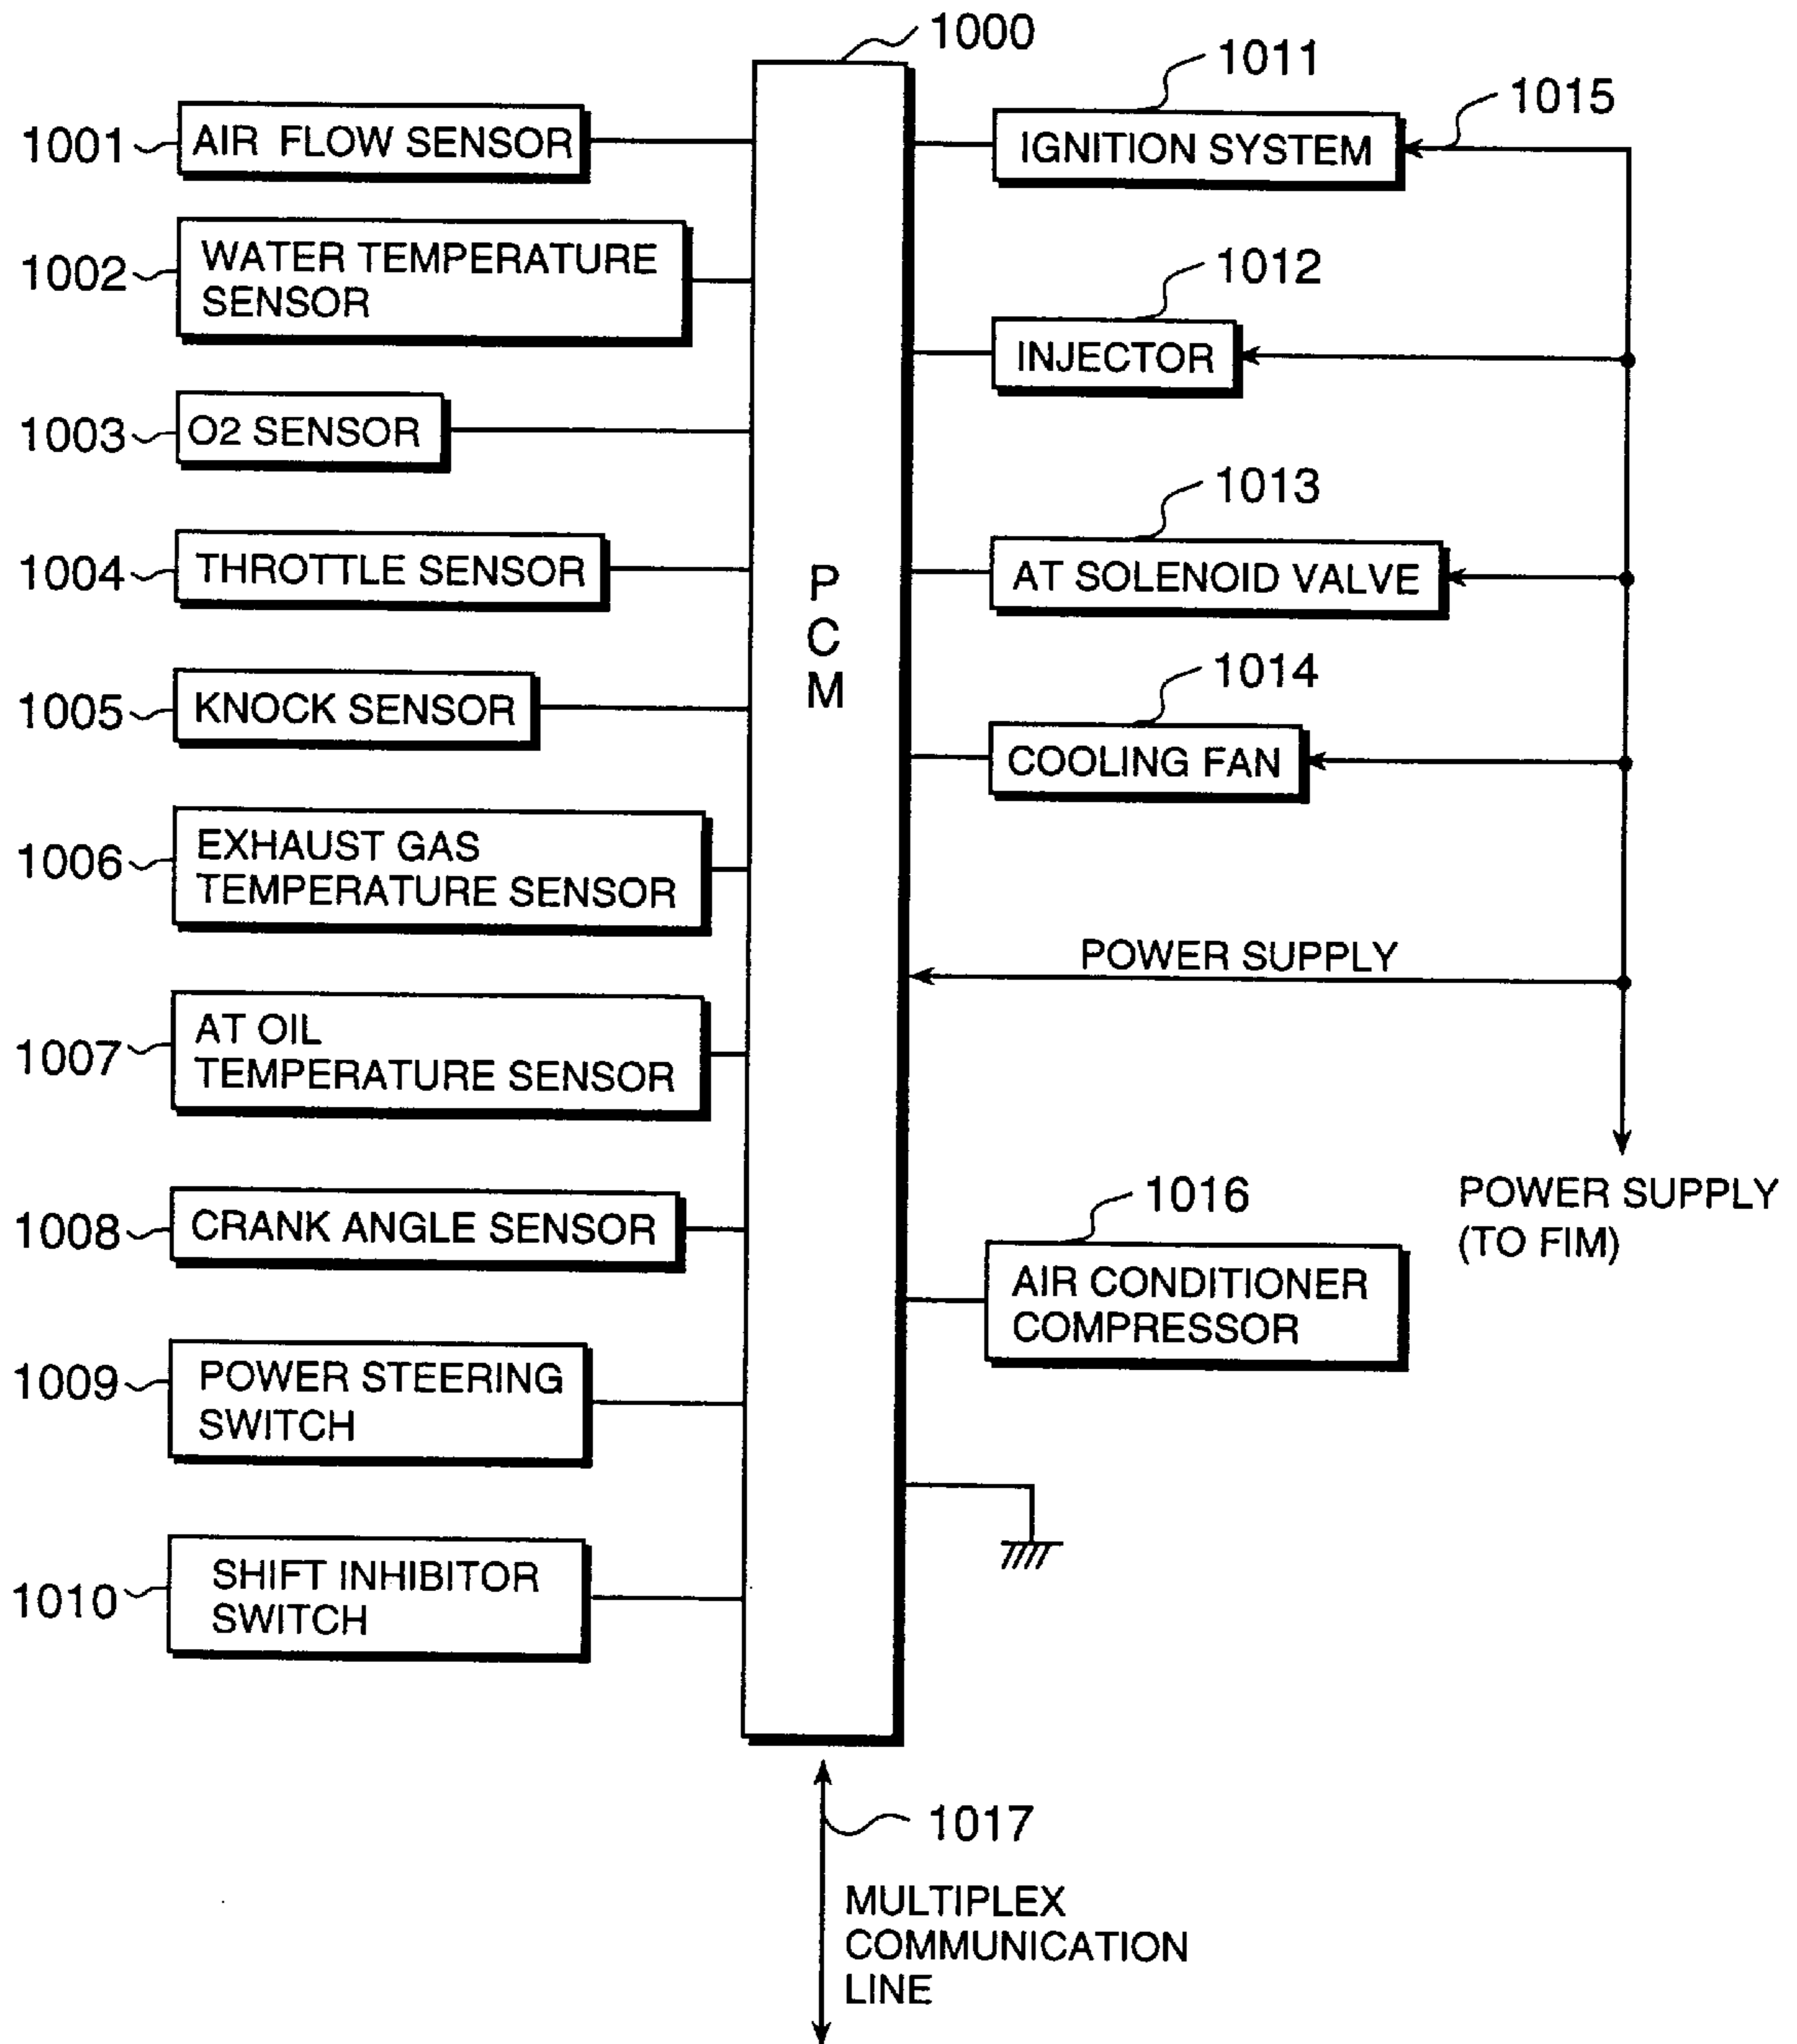 1000
1001
AIR FLOW SENSOR
1002
WATER TEMPERATURE
SENSOR
1003
O2 SENSOR
1004
THROTTLE SENSOR
1005
KNOCK SENSOR
1006
EXHAUST GAS
TEMPERATURE SENSOR
1007
AT OIL
TEMPERATURE SENSOR
1008
CRANK ANGLE SENSOR
1009
POWER STEERING
SWITCH
1010
SHIFT INHIBITOR
SWITCH
P
C
M
1011
IGNITION SYSTEM
1015
1012
INJECTOR
1013
AT SOLENOID VALVE
1014
COOLING FAN
POWER SUPPLY
POWER SUPPLY
(TO FIM)
1016
AIR CONDITIONER
COMPRESSOR
1017
MULTIPLEX
COMMUNICATION
LINE